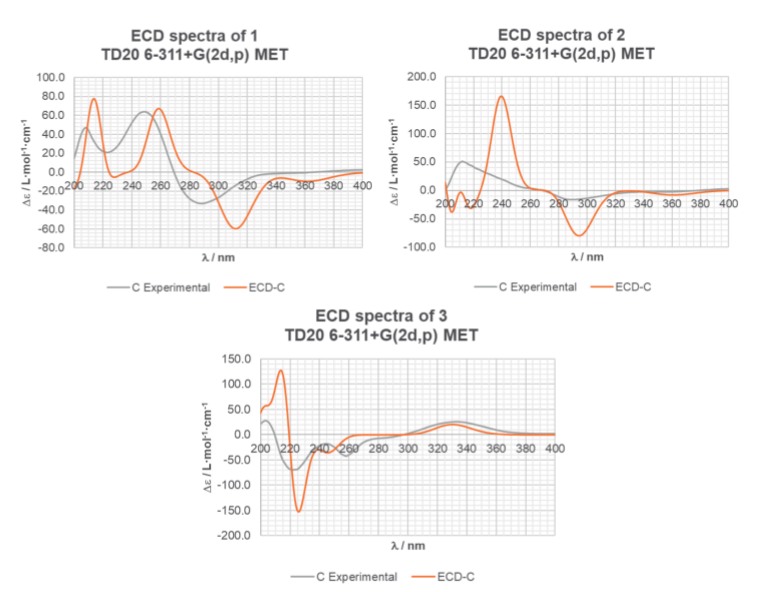 ECD spectra of 1
TD20 6-311+G(2d,p) MET
100.0
80.0
60.0
40.0
20.0
0.0
-20.0
-40.0
-60.0
-80.0
200 220 240 260 280 300 320 340 360 380 400
Δε / L·mol⁻¹·cm⁻¹
λ / nm
C Experimental ECD-C
ECD spectra of 2
TD20 6-311+G(2d,p) MET
200.0
150.0
100.0
50.0
0.0
-50.0
-100.0
200 220 240 260 280 300 320 340 360 380 400
Δε / L·mol⁻¹·cm⁻¹
λ / nm
C Experimental ECD-C
ECD spectra of 3
TD20 6-311+G(2d,p) MET
150.0
100.0
50.0
0.0
-50.0
-100.0
-150.0
-200.0
200 220 240 260 280 300 320 340 360 380 400
Δε / L·mol⁻¹·cm⁻¹
λ / nm
C Experimental ECD-C